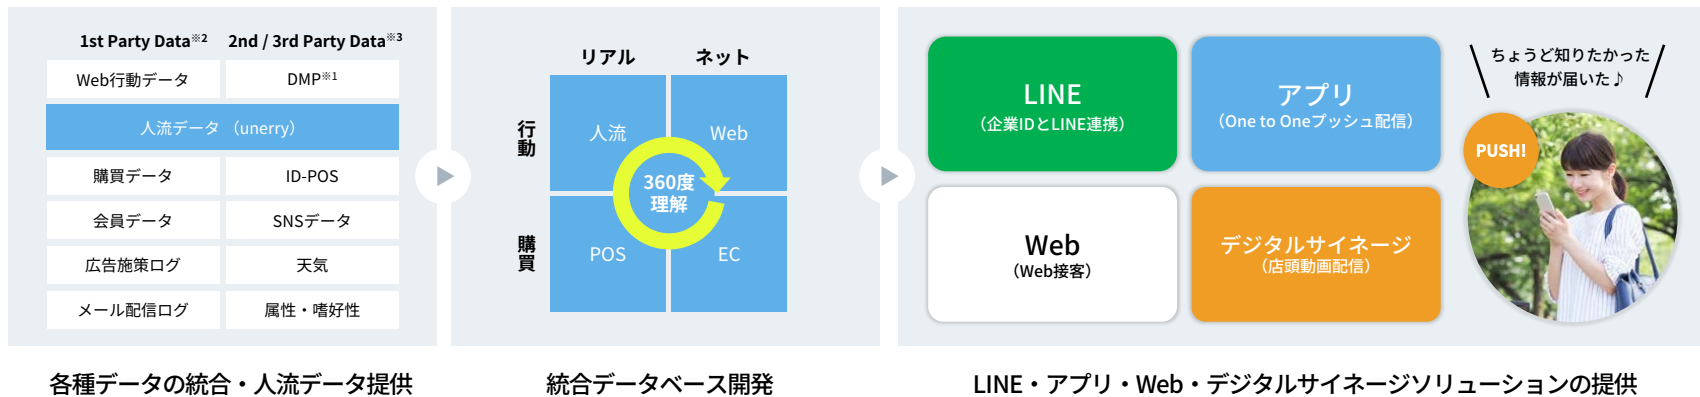 1st Party Data※2
2nd / 3rd Party Data※3
Web行動データ
DMP※1
人流データ （unerry）
購買データ
ID-POS
会員データ
SNSデータ
広告施策ログ
天気
メール配信ログ
属性・嗜好性
各種データの統合・人流データ提供
リアル
ネット
行動
購買
人流
Web
360度
理解
POS
EC
統合データベース開発
LINE
（企業IDとLINE連携）
アプリ
（One to Oneプッシュ配信）
Web
（Web接客）
デジタルサイネージ
（店頭動画配信）
ちょうど知りたかった
情報が届いた♪
PUSH!
LINE・アプリ・Web・デジタルサイネージソリューションの提供